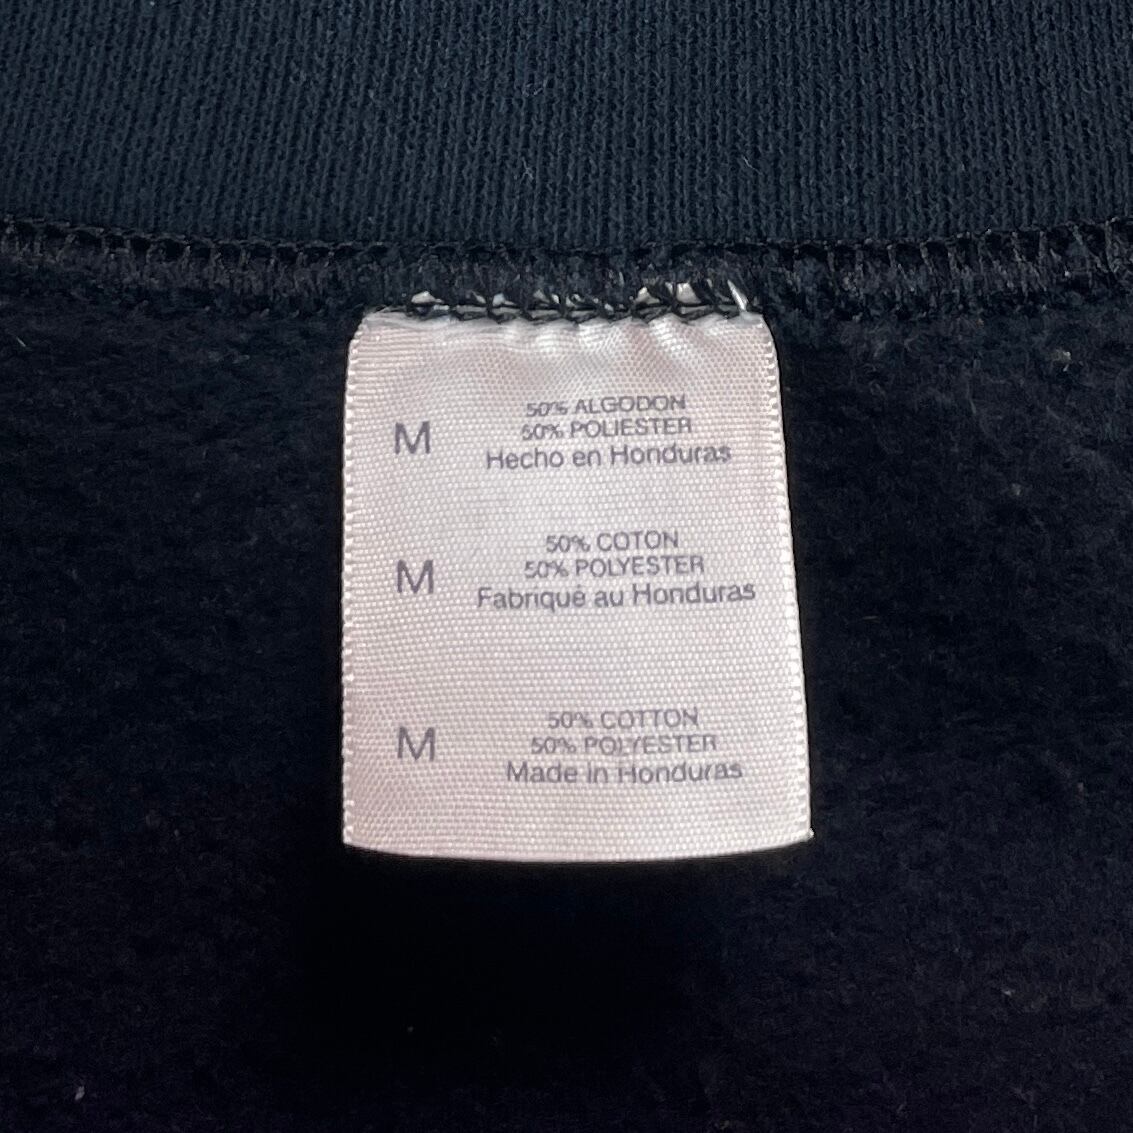 50% ALGODON
M 50% POLIESTER
Hecho en Honduras
50% COTON
M 50% POLYESTER
Fabriqué au Honduras
50% COTTON
M 50% POLYESTER
Made in Honduras